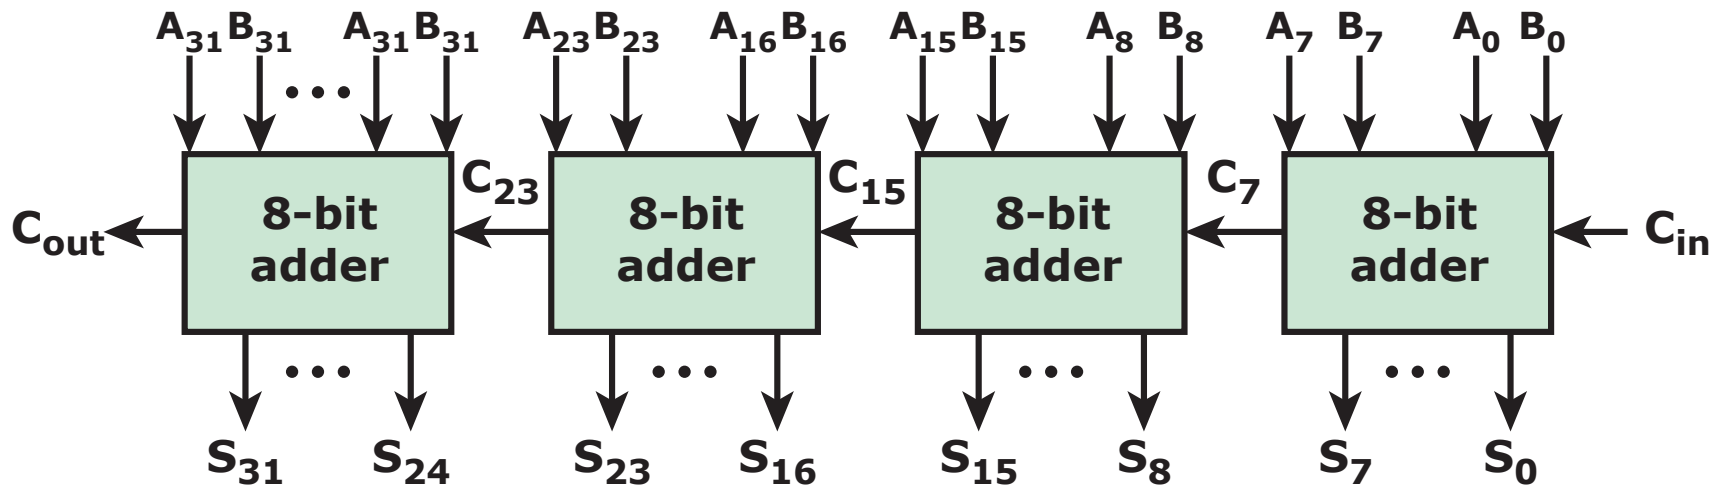 A31 B31 A31 B31 A23 B23 A16 B16 A15 B15 A8 B8 A7 B7 A0 B0
Cout 8-bit adder C23 8-bit adder C15 8-bit adder C7 8-bit adder Cin
S31 S24 S23 S16 S15 S8 S7 S0